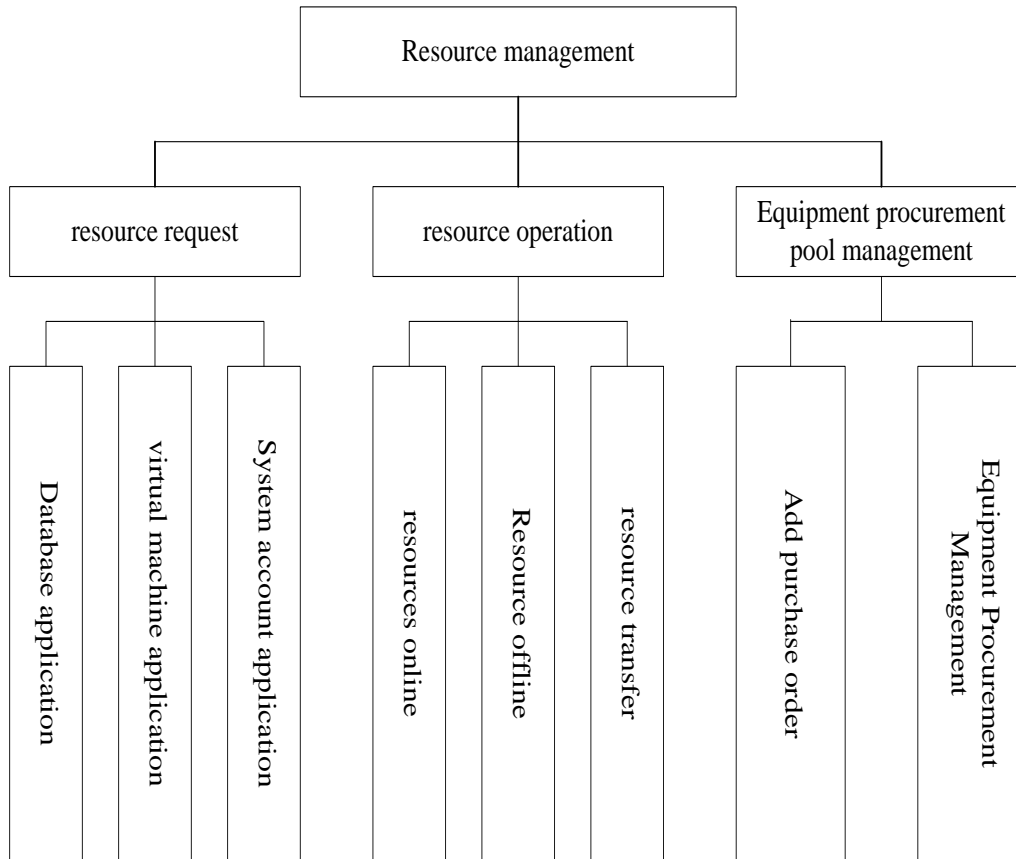 Resource management
resource request
resource operation
Equipment procurement
pool management
Database application
virtual machine application
System account application
resources online
Resource offline
resource transfer
Add purchase order
Equipment Procurement
Management